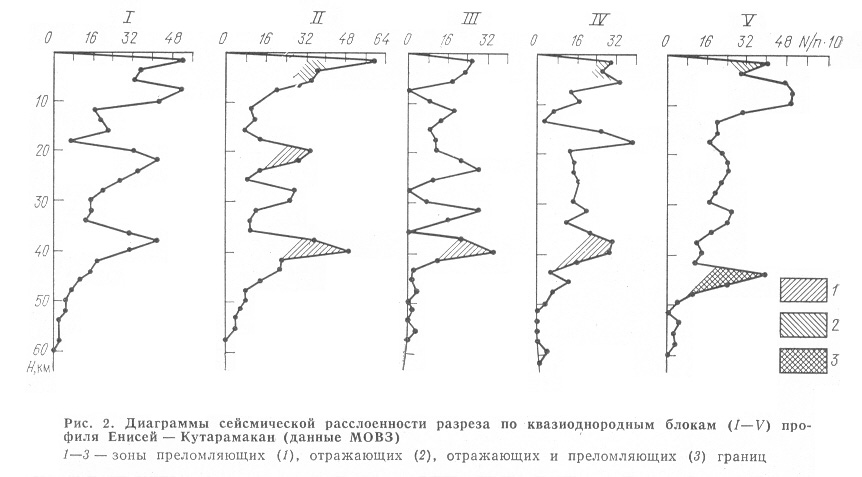 I II III IV V
0 16 32 48 0 16 32 48 64 0 16 32 0 16 32 0 16 32 48 N/n·10
10
20
30
40
50
60
H, км
1
2
3
Рис. 2. Диаграммы сейсмической расслоенности разреза по квазиоднородным блокам (I—V) про-
филя Енисей — Кутарамакан (данные МОВЗ)
1—3 — зоны преломляющих (1), отражающих (2), отражающих и преломляющих (3) границ